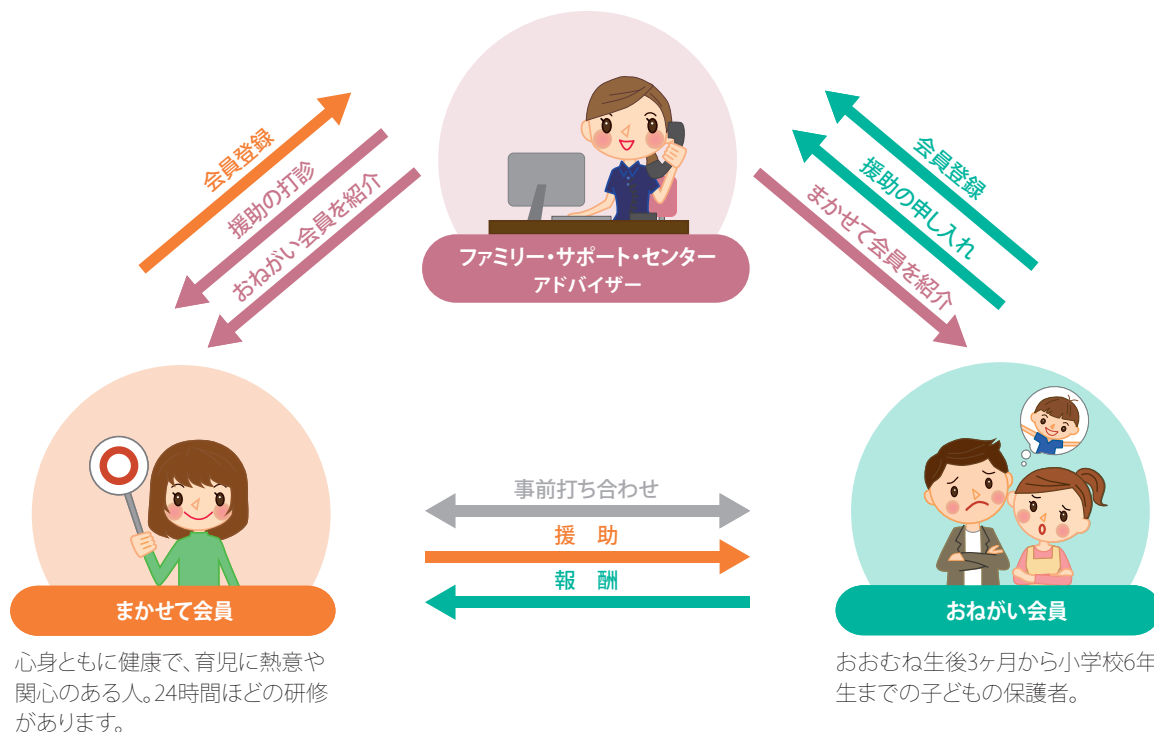 会員登録
援助の打診
おねがい会員を紹介
ファミリー・サポート・センター
アドバイザー
会員登録
援助の申し入れ
まかせて会員を紹介
事前打ち合わせ
援　助
報　酬
まかせて会員
心身ともに健康で、育児に熱意や
関心のある人。24時間ほどの研修
があります。
おねがい会員
おおむね生後3ヶ月から小学校6年
生までの子どもの保護者。